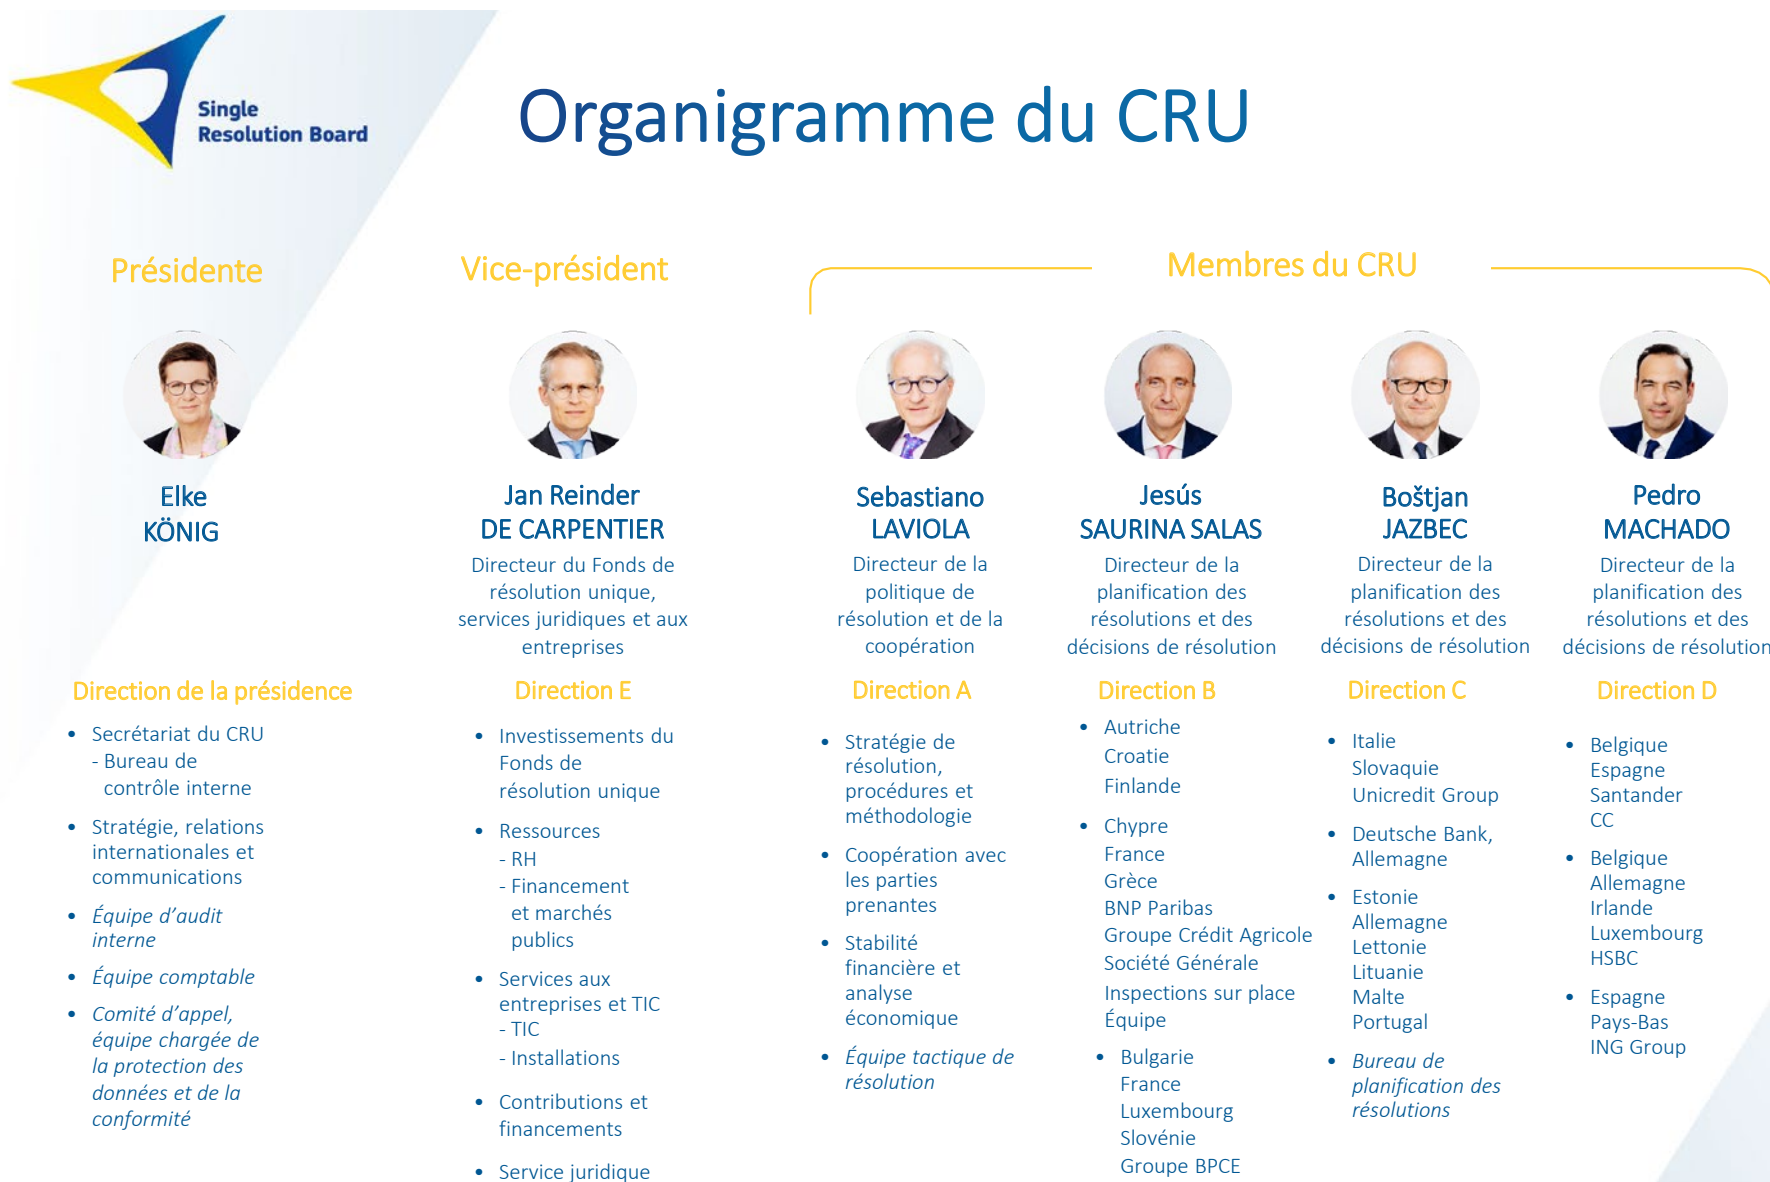 Single
Resolution Board
Organigramme du CRU
Présidente
Vice-président
Membres du CRU
Elke
KÖNIG
Jan Reinder
DE CARPENTIER
Directeur du Fonds de
résolution unique,
services juridiques et aux
entreprises
Sebastiano
LAVIOLA
Directeur de la
politique de
résolution et de la
coopération
Jesús
SAURINA SALAS
Directeur de la
planification des
résolutions et des
décisions de résolution
Boštjan
JAZBEC
Directeur de la
planification des
résolutions et des
décisions de résolution
Pedro
MACHADO
Directeur de la
planification des
résolutions et des
décisions de résolution
Direction de la présidence
• Secrétariat du CRU
- Bureau de
contrôle interne
• Stratégie, relations
internationales et
communications
• Équipe d’audit
interne
• Équipe comptable
• Comité d’appel,
équipe chargée de
la protection des
données et de la
conformité
Direction E
• Investissements du
Fonds de
résolution unique
• Ressources
- RH
- Financement
et marchés
publics
• Services aux
entreprises et TIC
- TIC
- Installations
• Contributions et
financements
• Service juridique
Direction A
• Stratégie de
résolution,
procédures et
méthodologie
• Coopération avec
les parties
prenantes
• Stabilité
financière et
analyse
économique
• Équipe tactique de
résolution
Direction B
• Autriche
Croatie
Finlande
• Chypre
France
Grèce
BNP Paribas
Groupe Crédit Agricole
Société Générale
Inspections sur place
Équipe
• Bulgarie
France
Luxembourg
Slovénie
Groupe BPCE
Direction C
• Italie
Slovaquie
Unicredit Group
• Deutsche Bank,
Allemagne
• Estonie
Allemagne
Lettonie
Lituanie
Malte
Portugal
• Bureau de
planification des
résolutions
Direction D
• Belgique
Espagne
Santander
CC
• Belgique
Allemagne
Irlande
Luxembourg
HSBC
• Espagne
Pays-Bas
ING Group